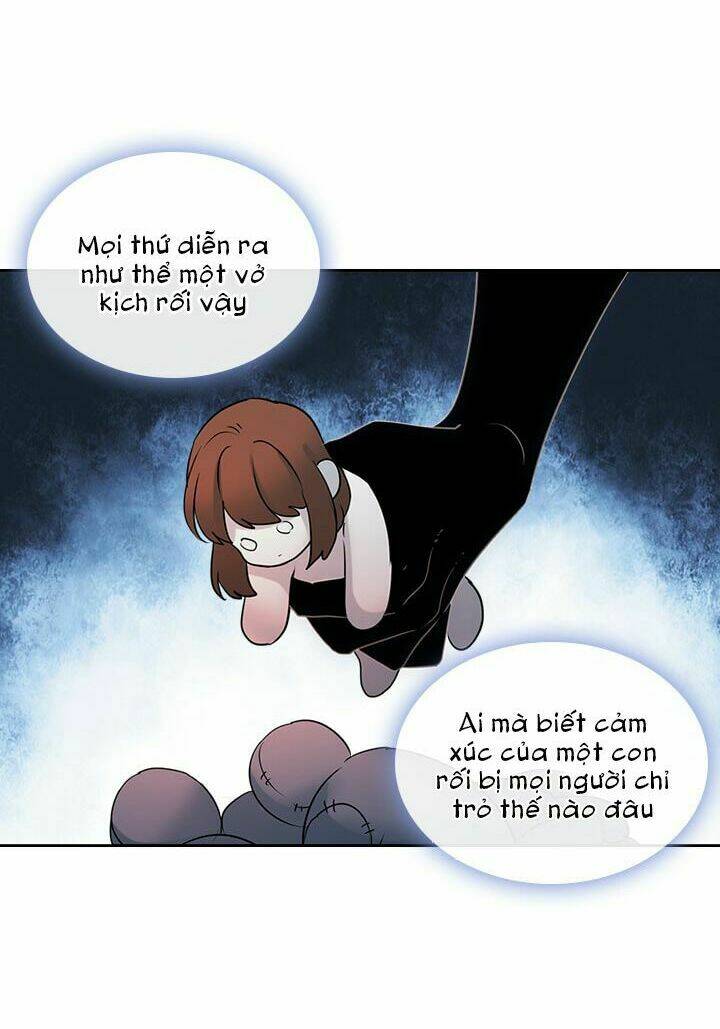 Mọi thứ diễn ra
như thể một vở
kịch rối vậy
Ai mà biết cảm
xúc của một con
rối bị mọi người chỉ
trỏ thế nào đâu